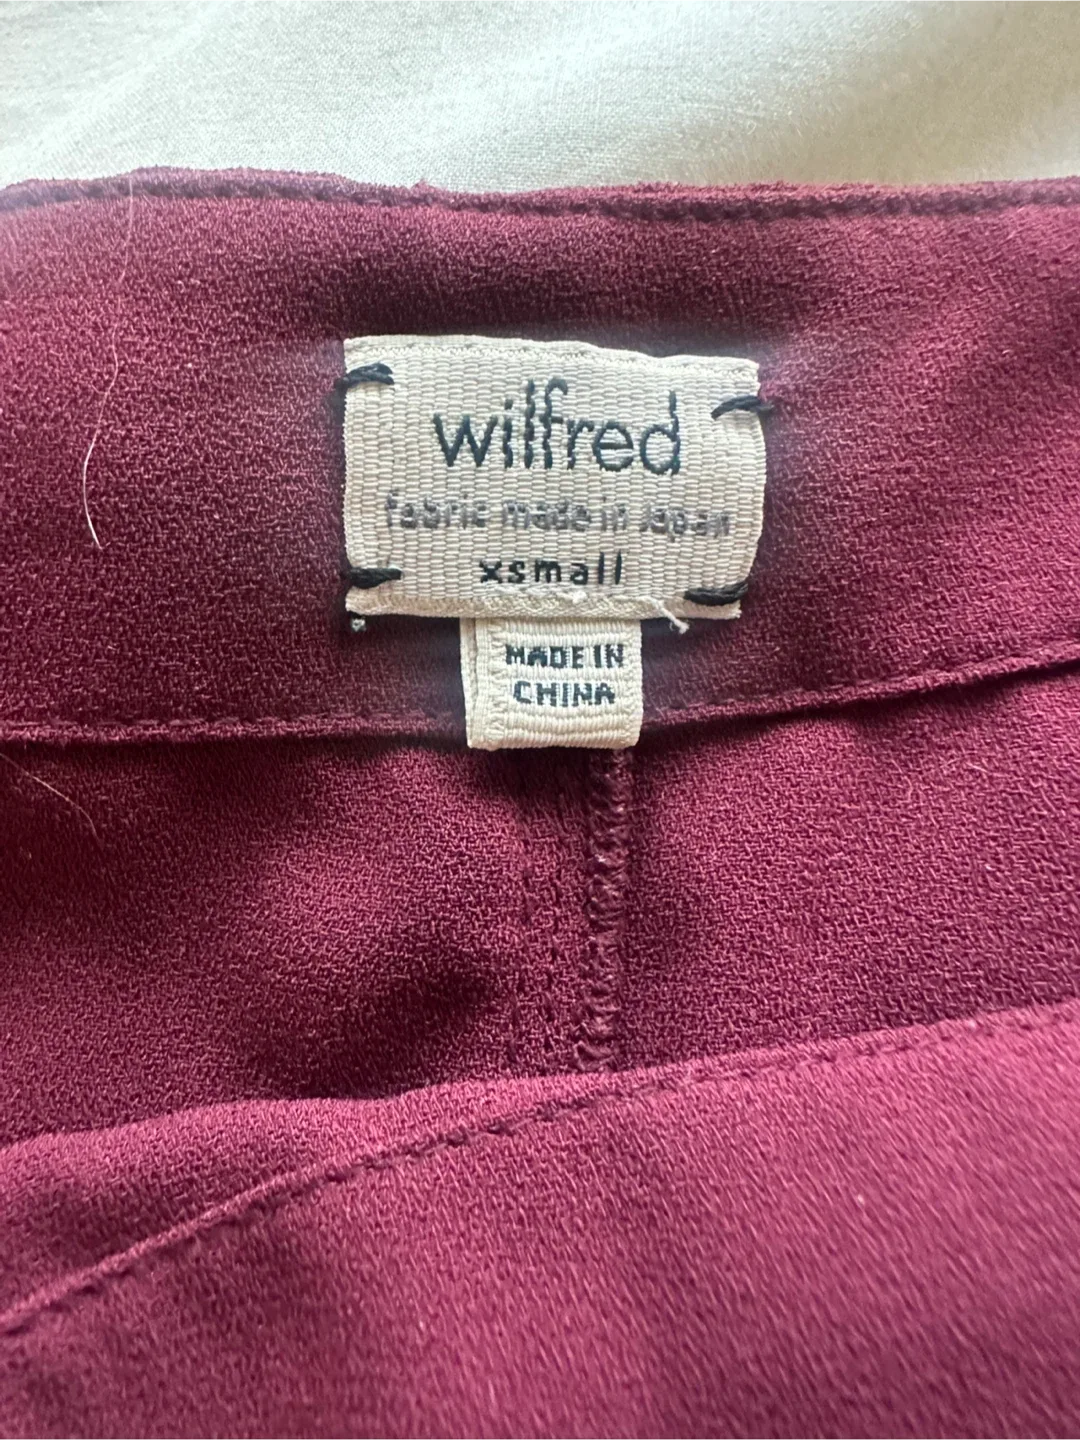 wilfred
fabric made in Japan
xsmall
MADE IN
CHINA